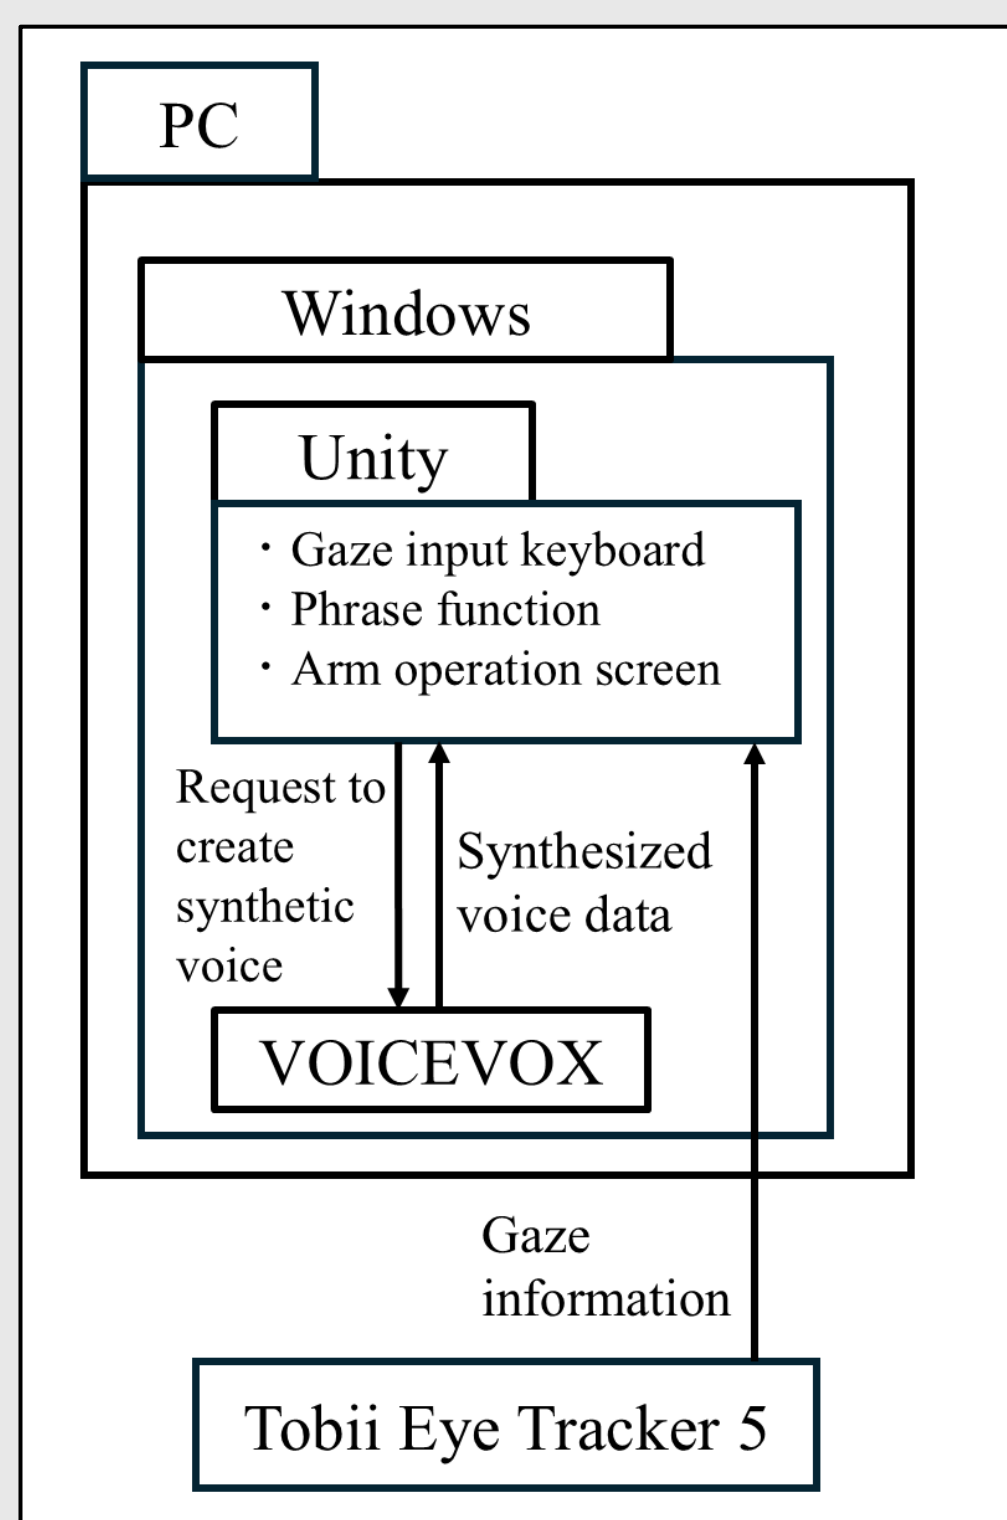 PC
Windows
Unity
・Gaze input keyboard
・Phrase function
・Arm operation screen
Request to
create
synthetic
voice
Synthesized
voice data
VOICEVOX
Gaze
information
Tobii Eye Tracker 5